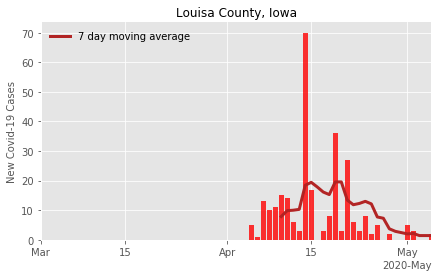 Louisa County, Iowa
7 day moving average
New Covid-19 Cases
70
60
50
40
30
20
10
0
Mar
15
Apr
15
May
2020-May